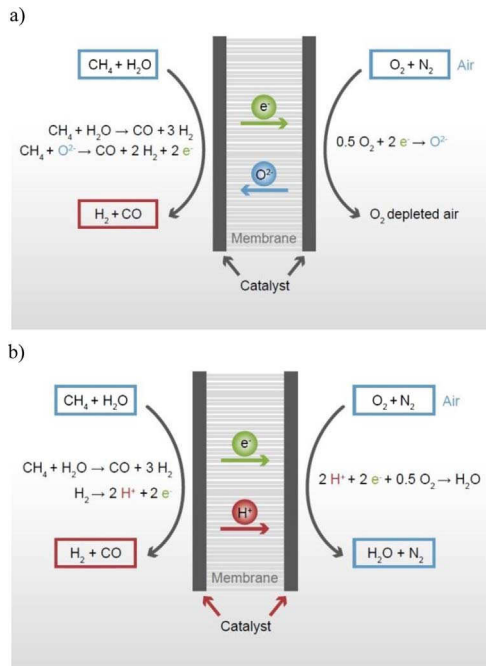 a)
CH₄ + H₂O
O₂ + N₂ Air
e⁻
CH₄ + H₂O → CO + 3 H₂
CH₄ + O²⁻ → CO + 2 H₂ + 2 e⁻
0.5 O₂ + 2 e⁻ → O²⁻
O²⁻
H₂ + CO
O₂ depleted air
Membrane
Catalyst
b)
CH₄ + H₂O
O₂ + N₂ Air
e⁻
CH₄ + H₂O → CO + 3 H₂
H₂ → 2 H⁺ + 2 e⁻
2 H⁺ + 2 e⁻ + 0.5 O₂ → H₂O
H⁺
H₂ + CO
H₂O + N₂
Membrane
Catalyst